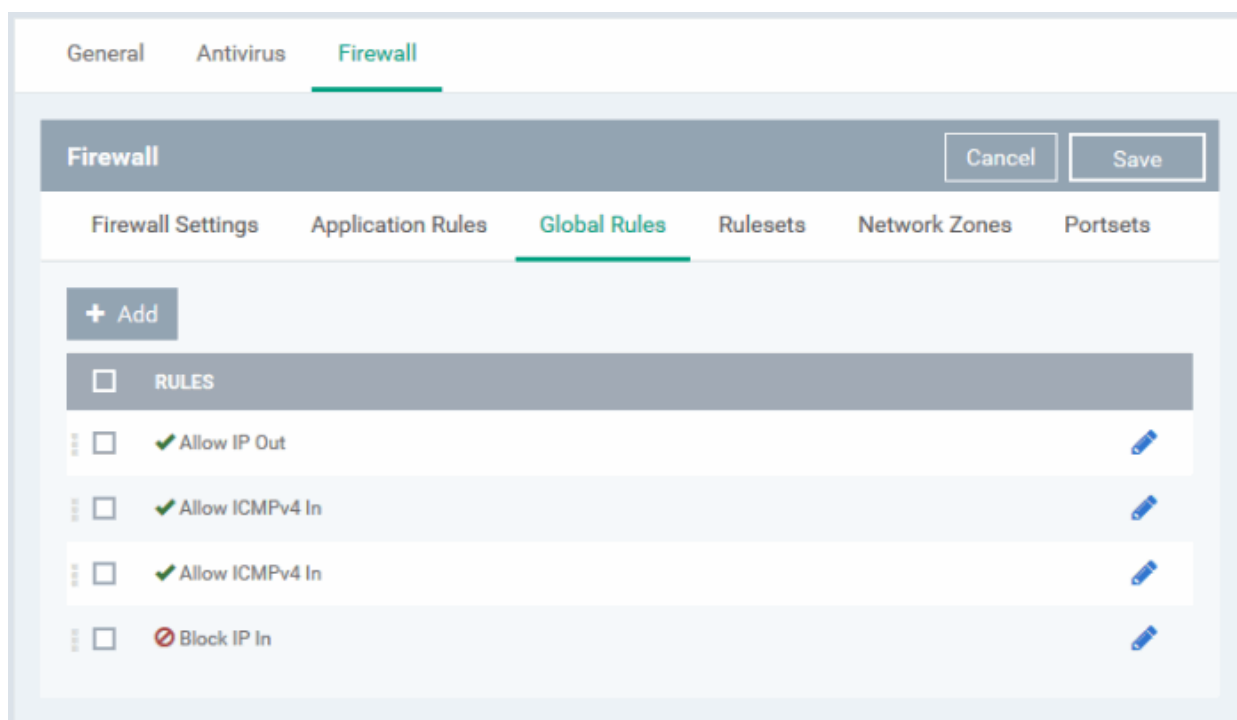 General Antivirus Firewall
Firewall Cancel Save
Firewall Settings Application Rules Global Rules Rulesets Network Zones Portsets
+ Add
RULES
Allow IP Out
Allow ICMPv4 In
Allow ICMPv4 In
Block IP In